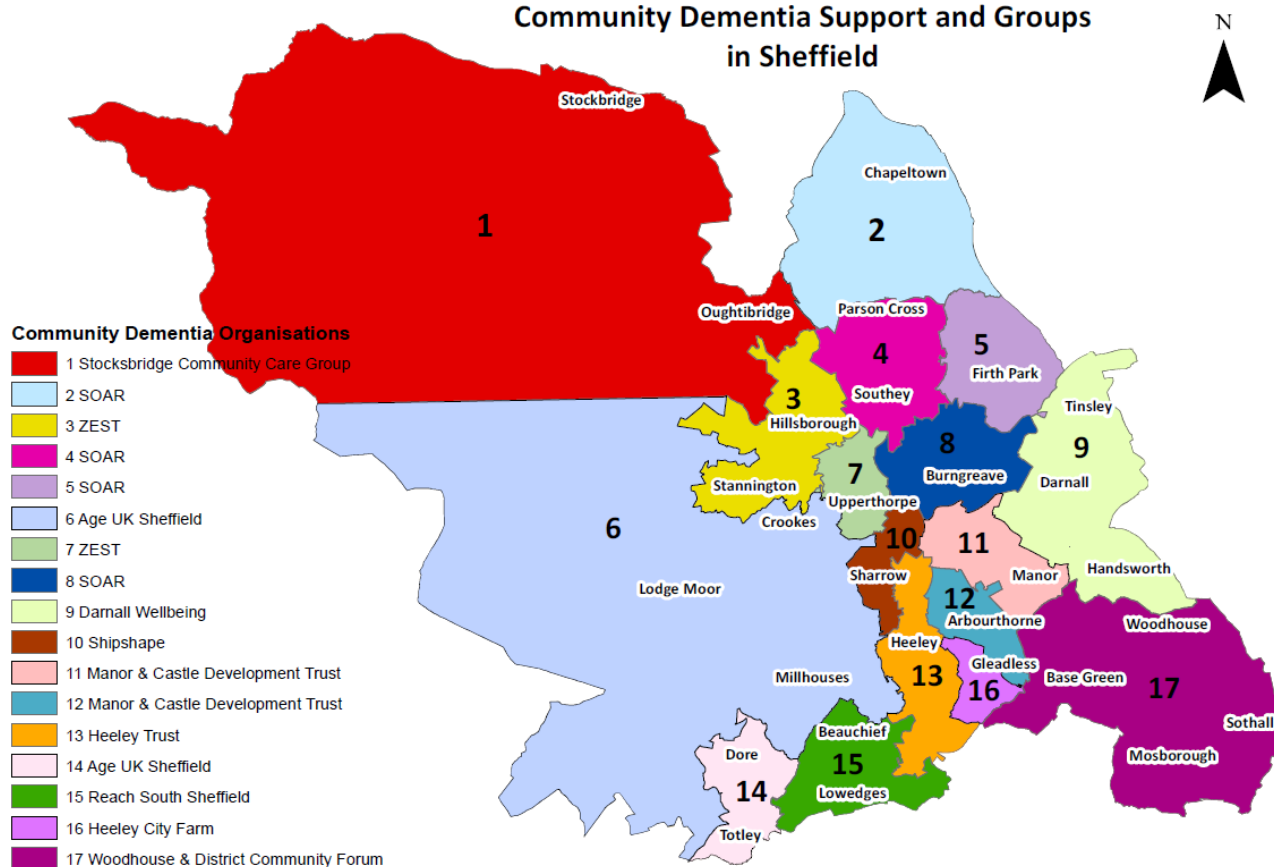 Community Dementia Support and Groups
in Sheffield
N
Stockbridge
Chapeltown
1
2
Oughtibridge
Parson Cross
4
5
Firth Park
Southey
3
Hillsborough
Tinsley
9
8
Burngreave
Darnall
7
Upperthorpe
Stannington
Crookes
6
10
11
Sharrow
Manor
Handsworth
Lodge Moor
12
Arbourthorne
Woodhouse
Heeley
Gleadless
Base Green
17
Millhouses
13
16
Sothall
Beauchief
Mosborough
Dore
15
14
Lowedges
Totley
Community Dementia Organisations
1 Stocksbridge Community Care Group
2 SOAR
3 ZEST
4 SOAR
5 SOAR
6 Age UK Sheffield
7 ZEST
8 SOAR
9 Darnall Wellbeing
10 Shipshape
11 Manor & Castle Development Trust
12 Manor & Castle Development Trust
13 Heeley Trust
14 Age UK Sheffield
15 Reach South Sheffield
16 Heeley City Farm
17 Woodhouse & District Community Forum